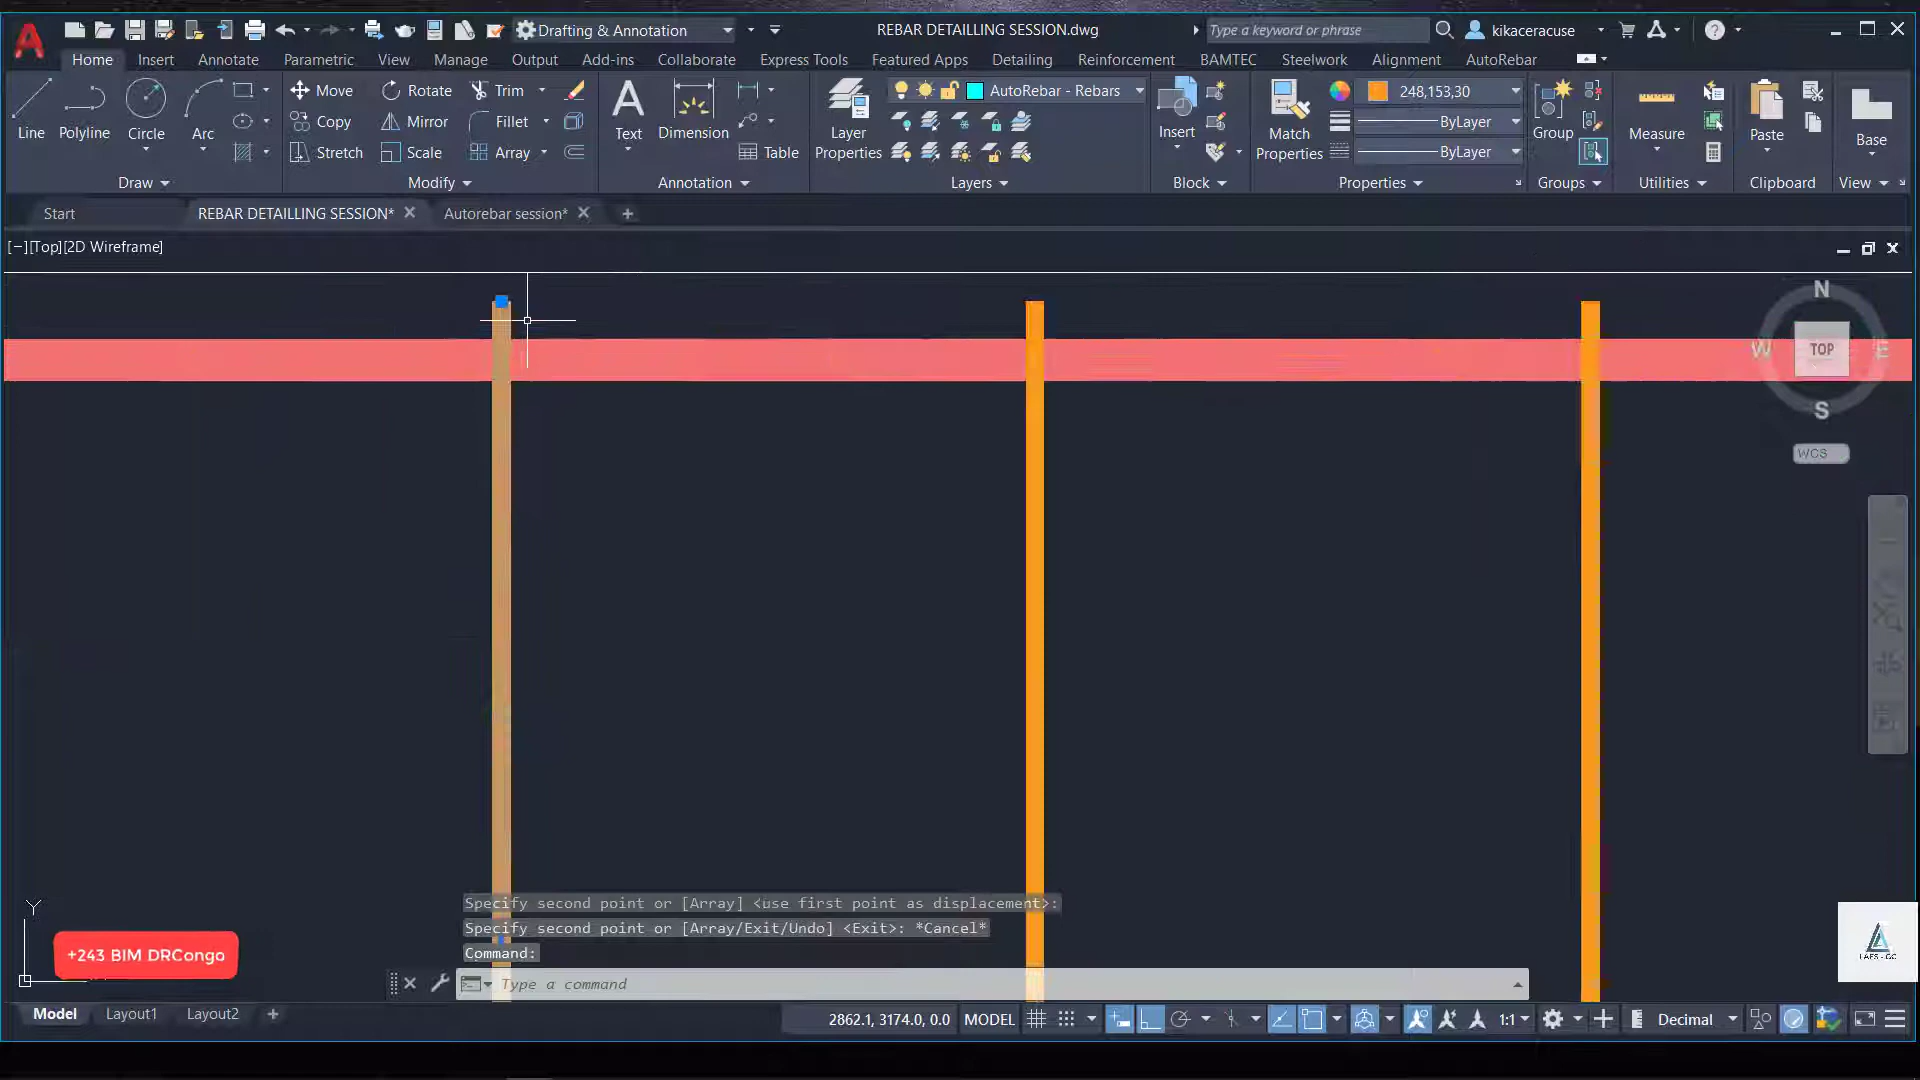 Drafting & Annotation
REBAR DETAILLING SESSION.dwg
Type a keyword or phrase
kikaceracuse
Home Insert Annotate Parametric View Manage Output Add-ins Collaborate Express Tools Featured Apps Detailing Reinforcement BAMTEC Steelwork Alignment AutoRebar
Line Polyline Circle Arc
Move Rotate Trim
Copy Mirror Fillet
Stretch Scale Array
Text Dimension Table
Layer Properties
AutoRebar - Rebars
Insert
Match Properties
248,153,30
ByLayer
ByLayer
Group Measure Paste Base
Draw Modify Annotation Layers Block Properties Groups Utilities Clipboard View
Start REBAR DETAILLING SESSION* Autorebar session*
[−][Top][2D Wireframe]
N
W TOP E
S
WCS
Specify second point or [Array] <use first point as displacement>:
Specify second point or [Array/Exit/Undo] <Exit>: *Cancel*
Command:
Type a command
Y
+243 BIM DRCongo
LAES - GC
Model Layout1 Layout2
2862.1, 3174.0, 0.0 MODEL 1:1 Decimal